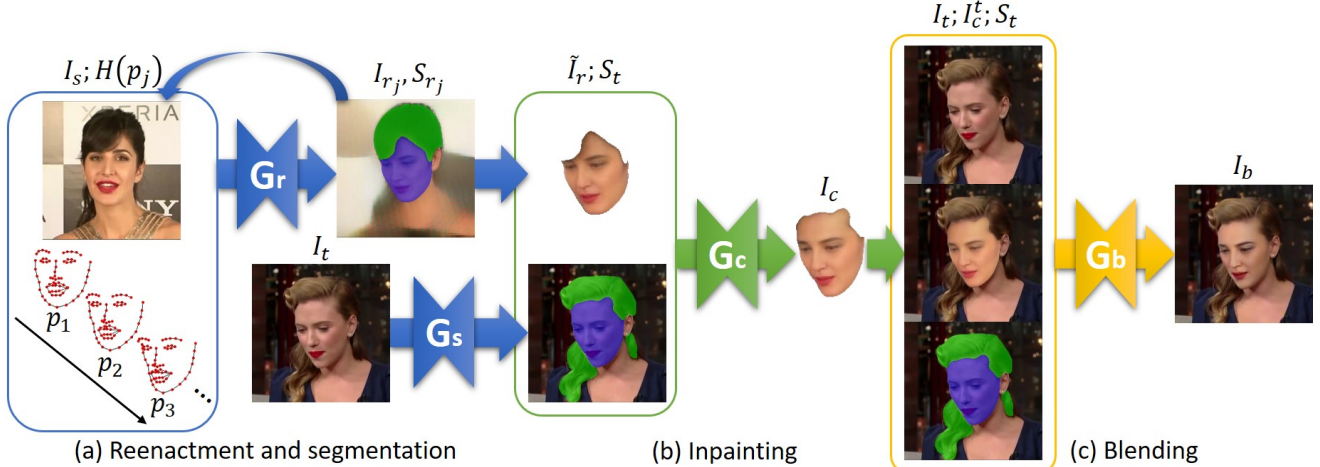 I_s; H(p_j)
I_{r_j}, S_{r_j}
Ĩ_r; S_t
I_t; I_c^t; S_t
XPERIA
SONY
G_r
I_t
G_s
p_1
p_2
p_3
...
G_c
I_c
G_b
I_b
(a) Reenactment and segmentation
(b) Inpainting
(c) Blending